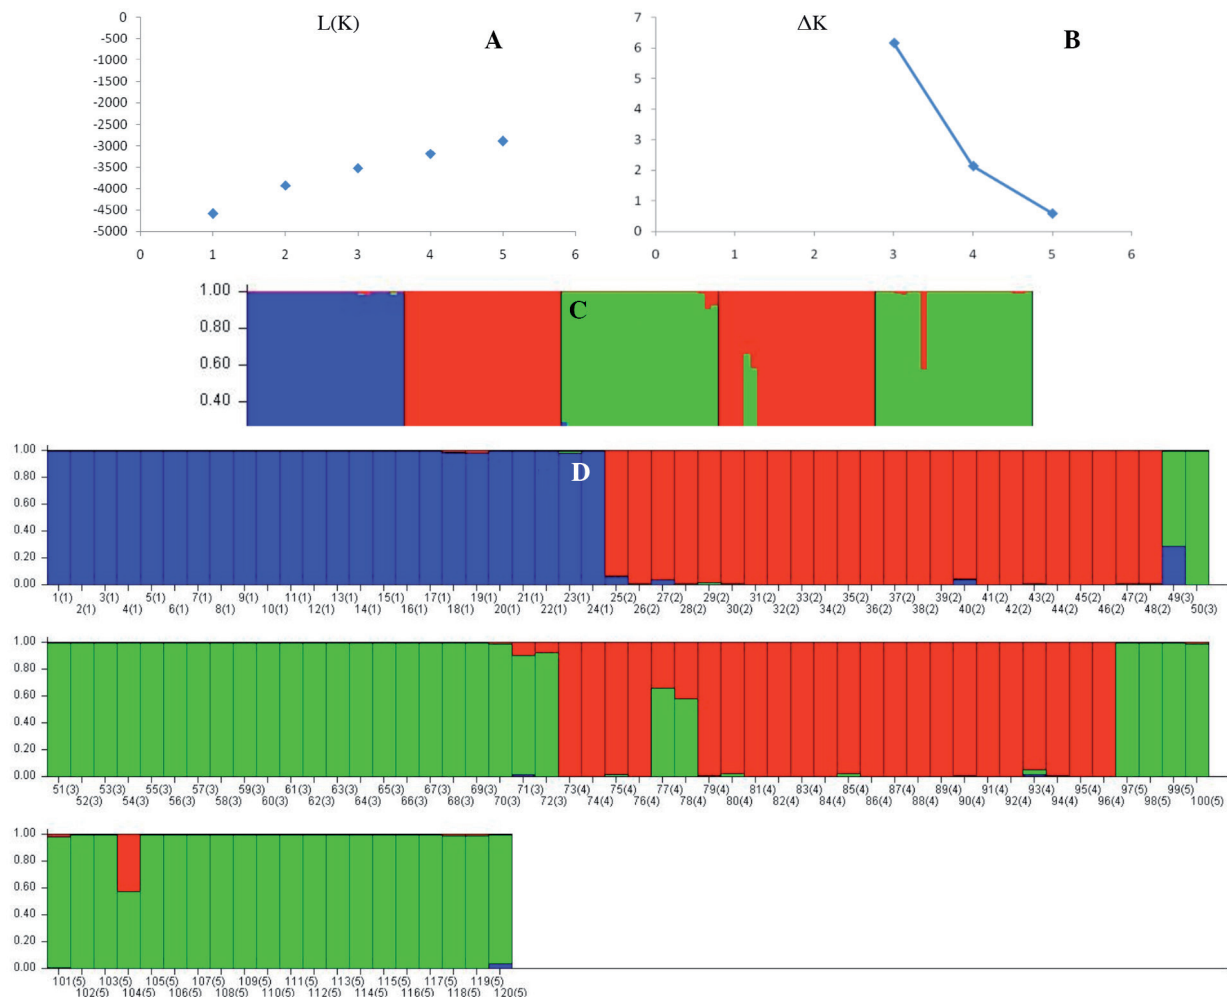 L(K)
A
0
-500
-1000
-1500
-2000
-2500
-3000
-3500
-4000
-4500
-5000
0 1 2 3 4 5 6
ΔK
B
7
6
5
4
3
2
1
0
0 1 2 3 4 5 6
C
1.00
0.80
0.60
0.40
D
1.00
0.80
0.60
0.40
0.20
0.00
1(1) 3(1) 5(1) 7(1) 9(1) 11(1) 13(1) 15(1) 17(1) 19(1) 21(1) 23(1) 25(2) 27(2) 29(2) 31(2) 33(2) 35(2) 37(2) 39(2) 41(2) 43(2) 45(2) 47(2) 49(3)
2(1) 4(1) 6(1) 8(1) 10(1) 12(1) 14(1) 16(1) 18(1) 20(1) 22(1) 24(1) 26(2) 28(2) 30(2) 32(2) 34(2) 36(2) 38(2) 40(2) 42(2) 44(2) 46(2) 48(2) 50(3)
1.00
0.80
0.60
0.40
0.20
0.00
51(3) 53(3) 55(3) 57(3) 59(3) 61(3) 63(3) 65(3) 67(3) 69(3) 71(3) 73(4) 75(4) 77(4) 79(4) 81(4) 83(4) 85(4) 87(4) 89(4) 91(4) 93(4) 95(4) 97(5) 99(5)
52(3) 54(3) 56(3) 58(3) 60(3) 62(3) 64(3) 66(3) 68(3) 70(3) 72(3) 74(4) 76(4) 78(4) 80(4) 82(4) 84(4) 86(4) 88(4) 90(4) 92(4) 94(4) 96(4) 98(5) 100(5)
1.00
0.80
0.60
0.40
0.20
0.00
101(5) 103(5) 105(5) 107(5) 109(5) 111(5) 113(5) 115(5) 117(5) 119(5)
102(5) 104(5) 106(5) 108(5) 110(5) 112(5) 114(5) 116(5) 118(5) 120(5)